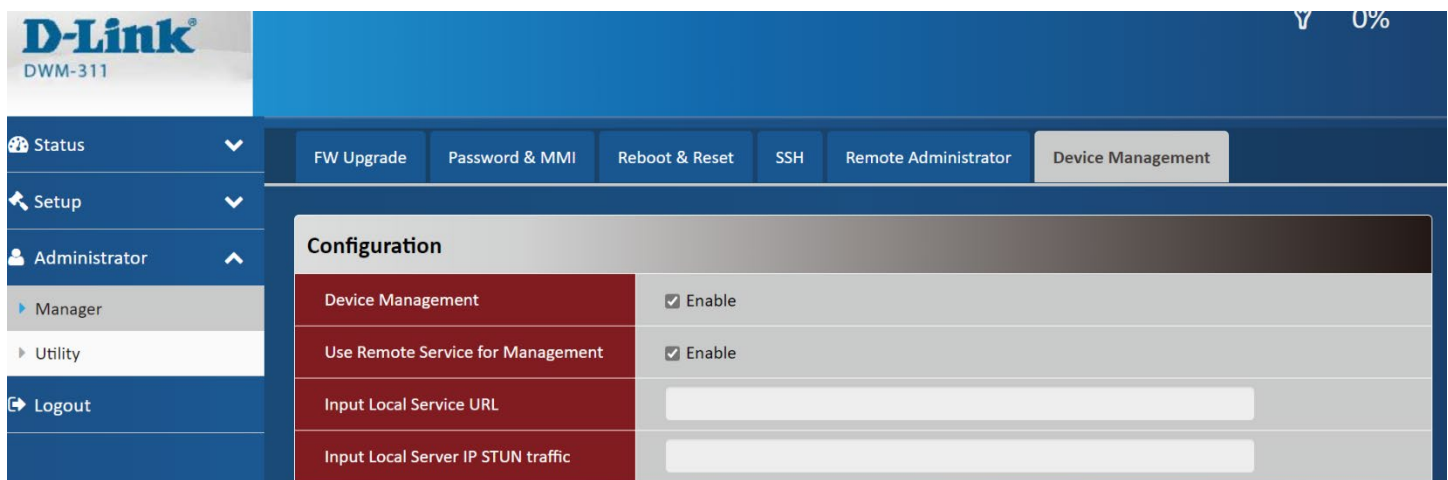 D-Link®
DWM-311
0%
Status
Setup
Administrator
Manager
Utility
Logout
FW Upgrade Password & MMI Reboot & Reset SSH Remote Administrator Device Management
Configuration
Device Management Enable
Use Remote Service for Management Enable
Input Local Service URL
Input Local Server IP STUN traffic